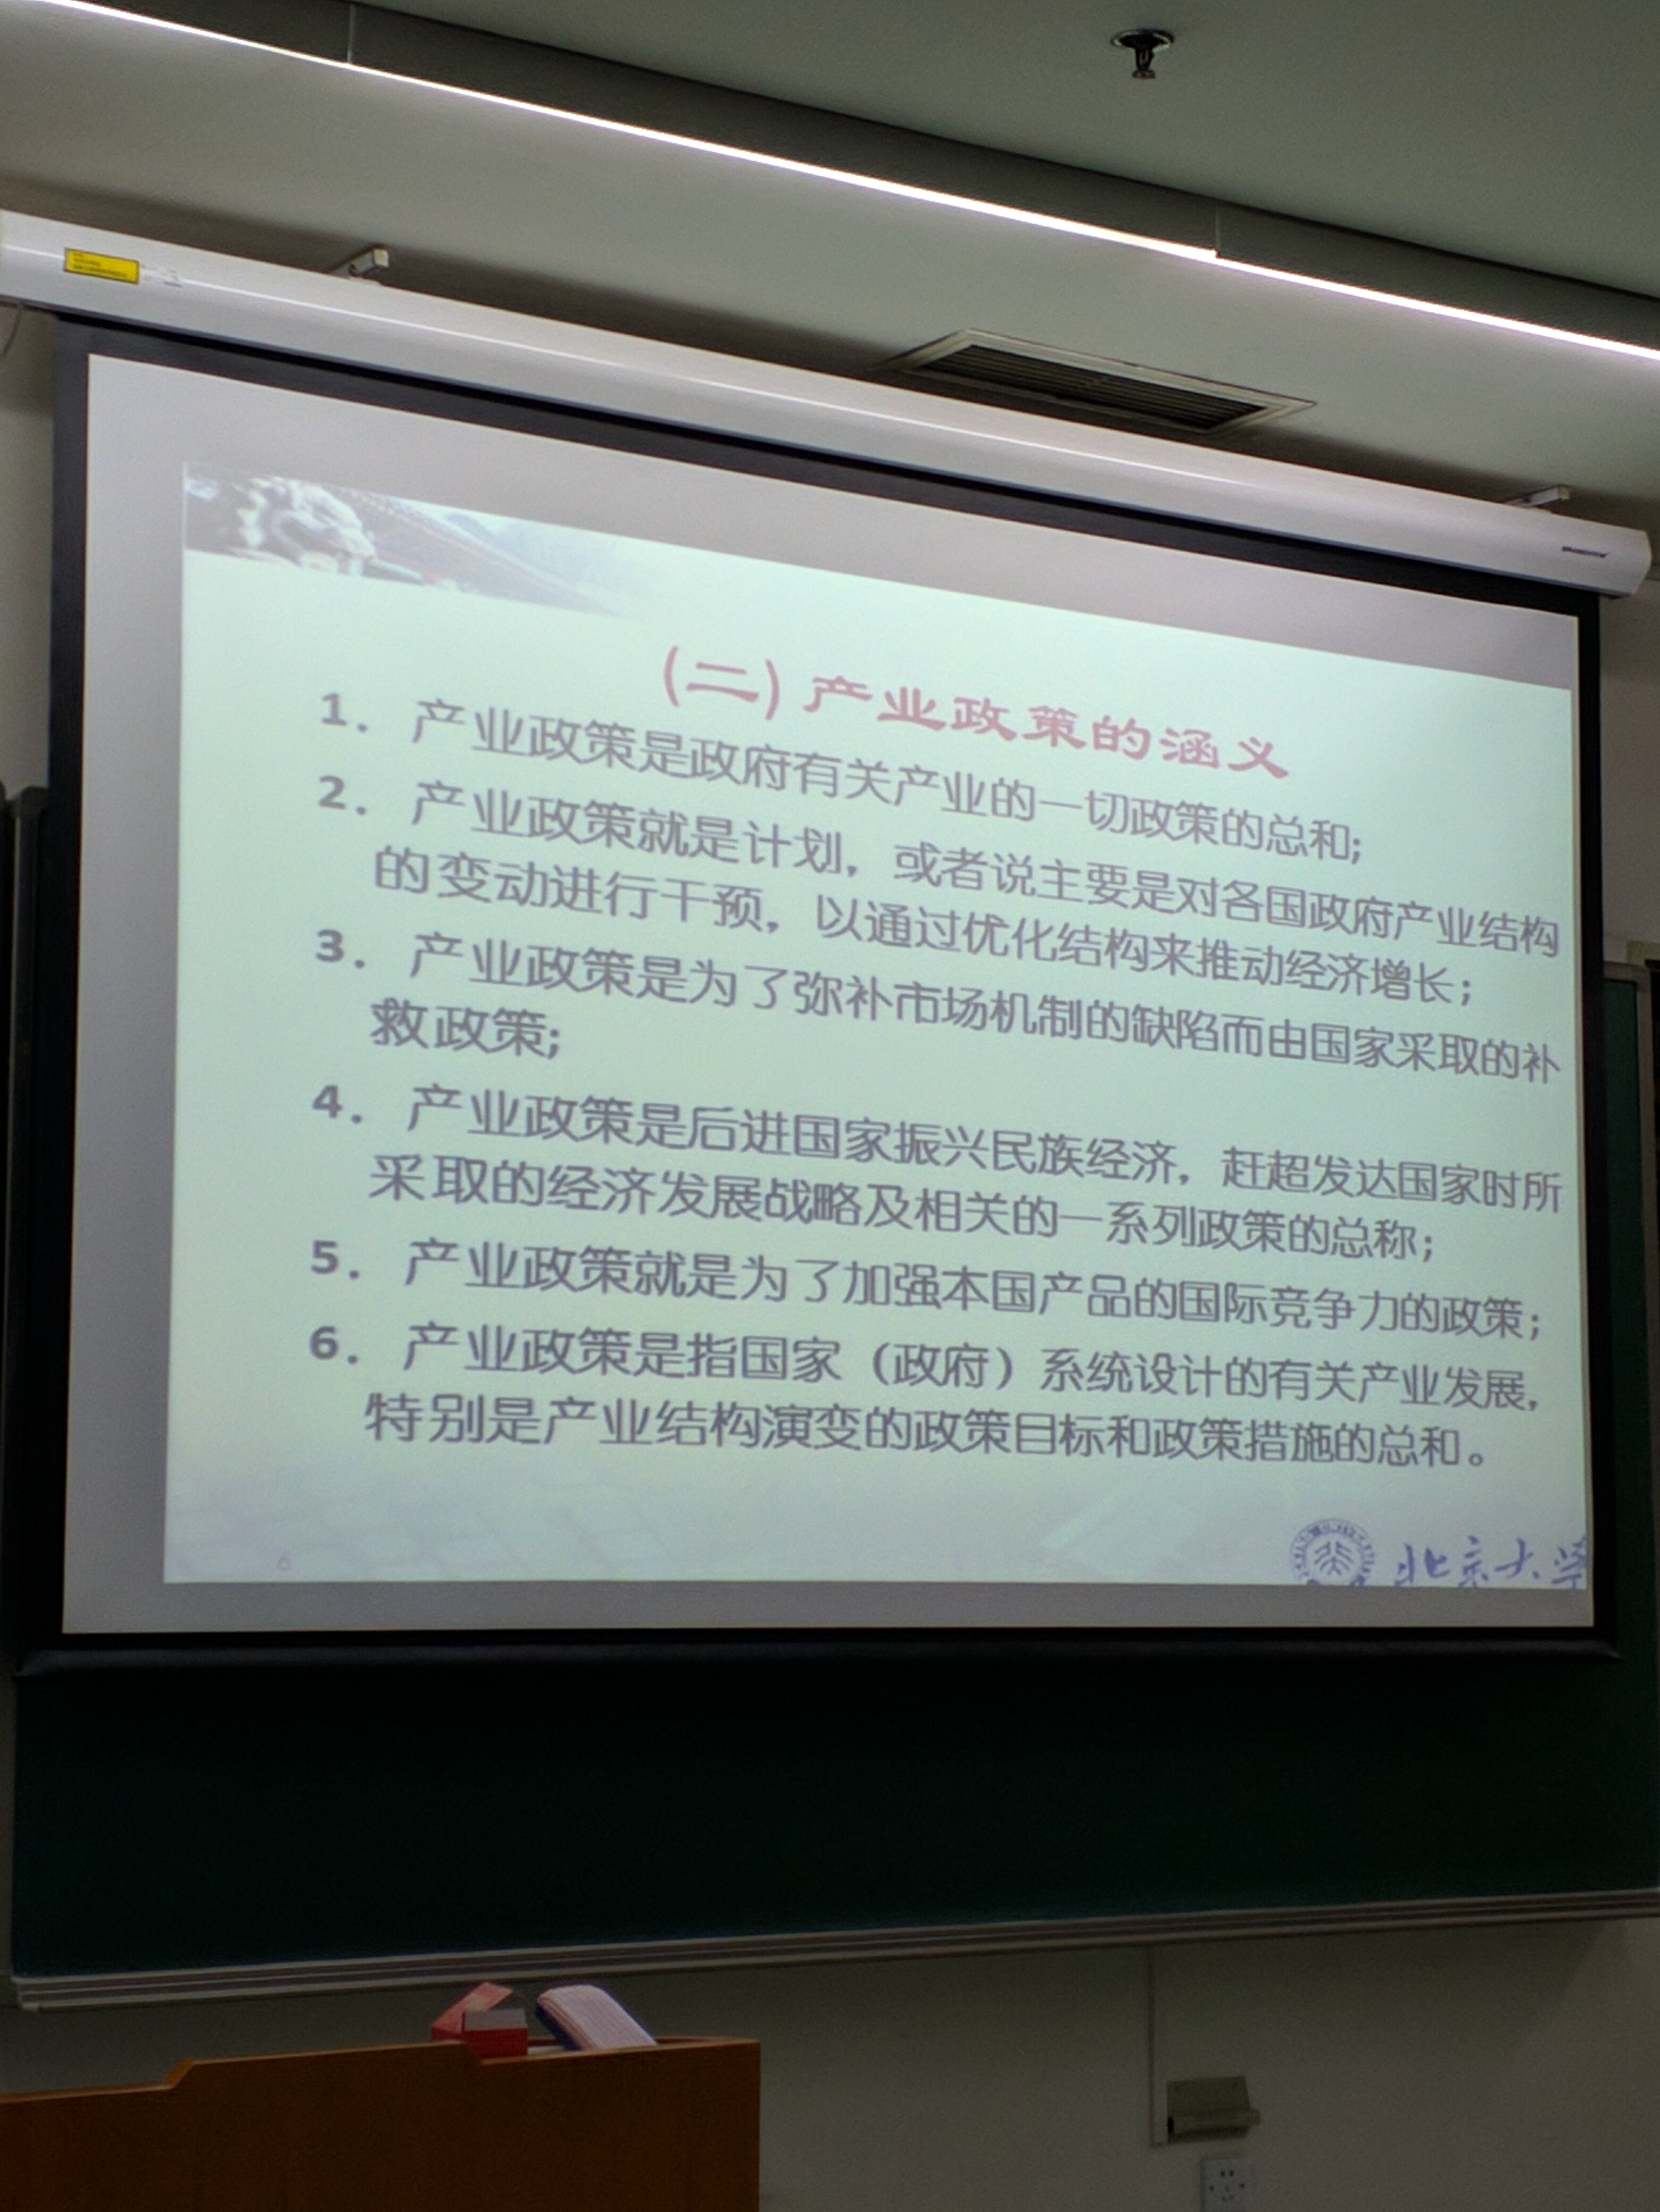 (二)产业政策的涵义
1. 产业政策是政府有关产业的一切政策的总和;
2. 产业政策就是计划，或者说主要是对各国政府产业结构
的变动进行干预，以通过优化结构来推动经济增长；
3. 产业政策是为了弥补市场机制的缺陷而由国家采取的补
救政策;
4. 产业政策是后进国家振兴民族经济，赶超发达国家时所
采取的经济发展战略及相关的一系列政策的总称；
5. 产业政策就是为了加强本国产品的国际竞争力的政策；
6. 产业政策是指国家（政府）系统设计的有关产业发展，
特别是产业结构演变的政策目标和政策措施的总和。
6
北京大学